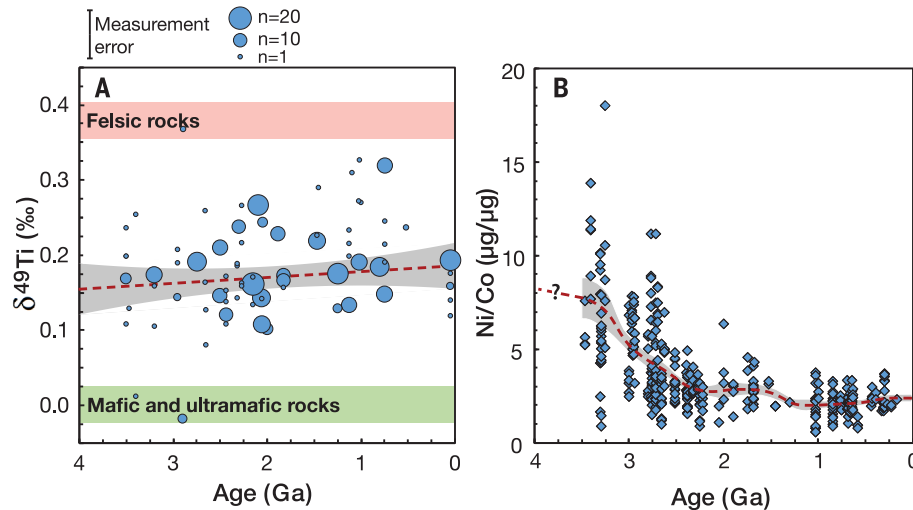 Measurement
error
n=20
n=10
n=1
A
Felsic rocks
Mafic and ultramafic rocks
0.4
0.3
0.2
0.1
0.0
δ⁴⁹Ti (‰)
4
3
2
1
0
Age (Ga)
B
20
15
10
5
0
Ni/Co (μg/μg)
?
4
3
2
1
0
Age (Ga)